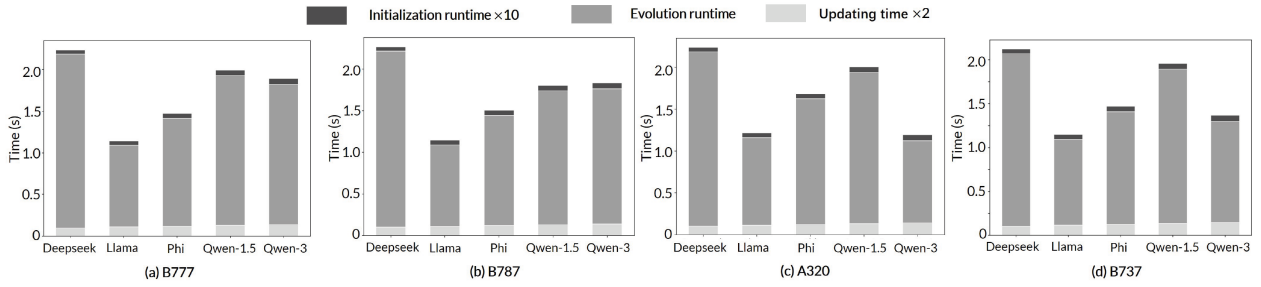 Initialization runtime ×10 Evolution runtime Updating time ×2
Time (s)
2.0
1.5
1.0
0.5
0
Deepseek Llama Phi Qwen-1.5 Qwen-3
(a) B777
Time (s)
2.0
1.5
1.0
0.5
0
Deepseek Llama Phi Qwen-1.5 Qwen-3
(b) B787
Time (s)
2.0
1.5
1.0
0.5
0
Deepseek Llama Phi Qwen-1.5 Qwen-3
(c) A320
Time (s)
2.0
1.5
1.0
0.5
0
Deepseek Llama Phi Qwen-1.5 Qwen-3
(d) B737